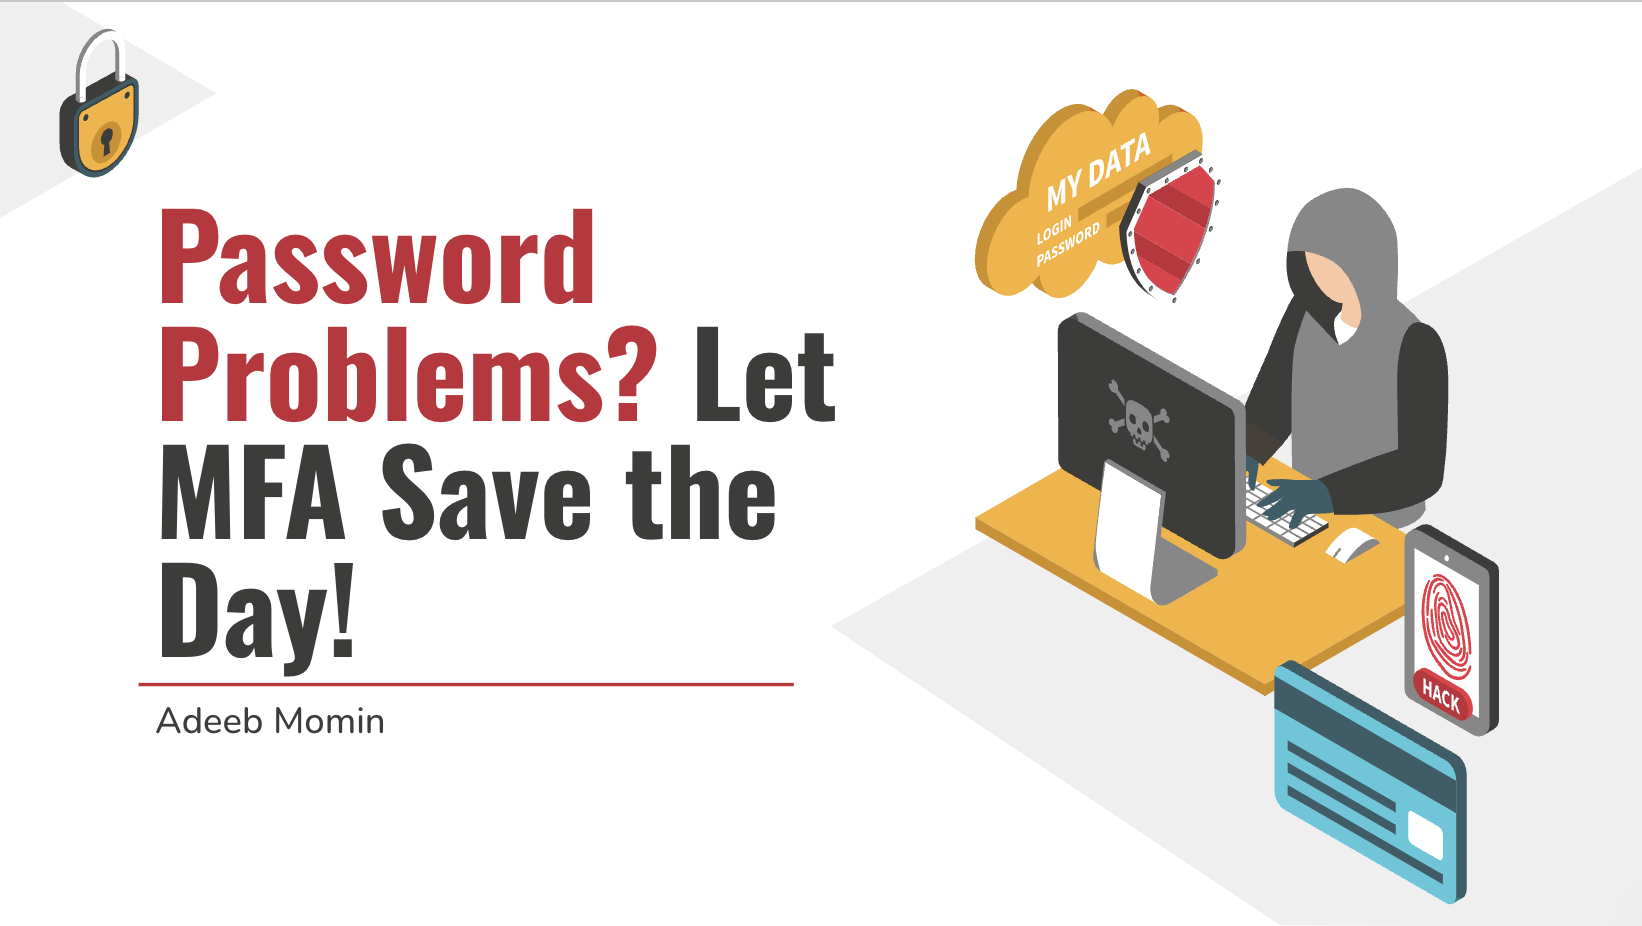 Password
Problems? Let
MFA Save the
Day!
Adeeb Momin
MY DATA
LOGIN
PASSWORD
HACK